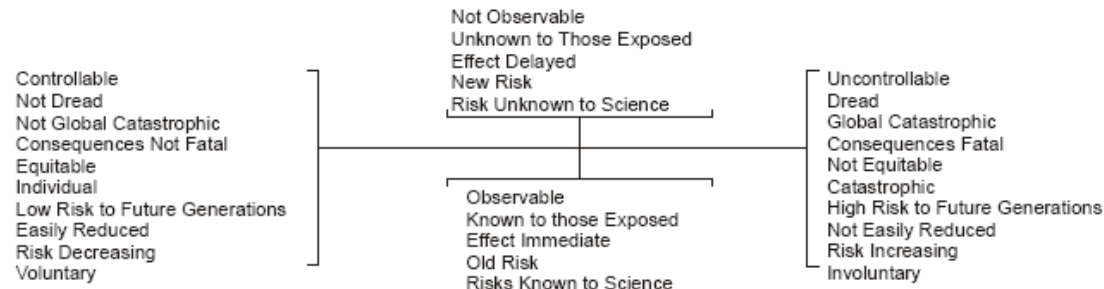 Not Observable
Unknown to Those Exposed
Effect Delayed
New Risk
Risk Unknown to Science
Controllable
Not Dread
Not Global Catastrophic
Consequences Not Fatal
Equitable
Individual
Low Risk to Future Generations
Easily Reduced
Risk Decreasing
Voluntary
Uncontrollable
Dread
Global Catastrophic
Consequences Fatal
Not Equitable
Catastrophic
High Risk to Future Generations
Not Easily Reduced
Risk Increasing
Involuntary
Observable
Known to those Exposed
Effect Immediate
Old Risk
Risks Known to Science